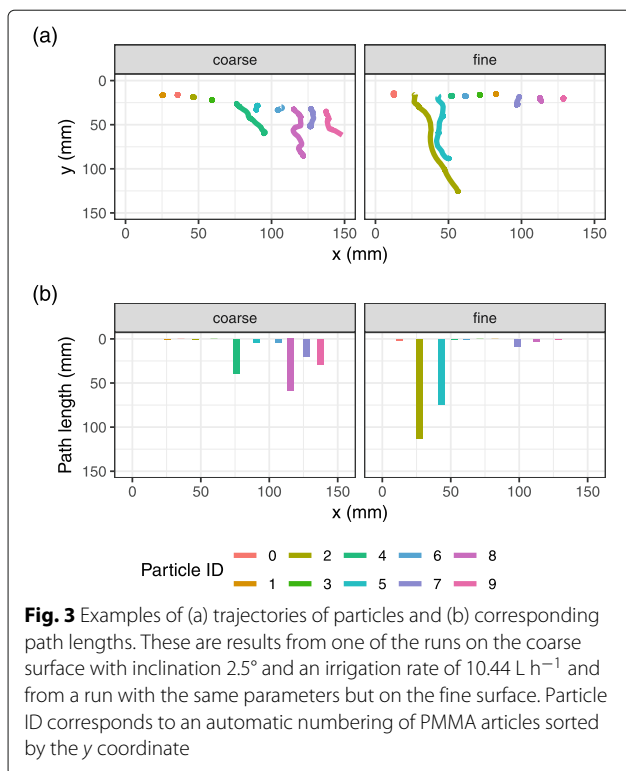 (a)
coarse
fine
0
50
100
150
y (mm)
0 50 100 150
0 50 100 150
x (mm)
(b)
coarse
fine
0
50
100
150
Path length (mm)
0 50 100 150
0 50 100 150
x (mm)
Particle ID
0 2 4 6 8
1 3 5 7 9
Fig. 3 Examples of (a) trajectories of particles and (b) corresponding
path lengths. These are results from one of the runs on the coarse
surface with inclination 2.5° and an irrigation rate of 10.44 L h⁻¹ and
from a run with the same parameters but on the fine surface. Particle
ID corresponds to an automatic numbering of PMMA articles sorted
by the y coordinate